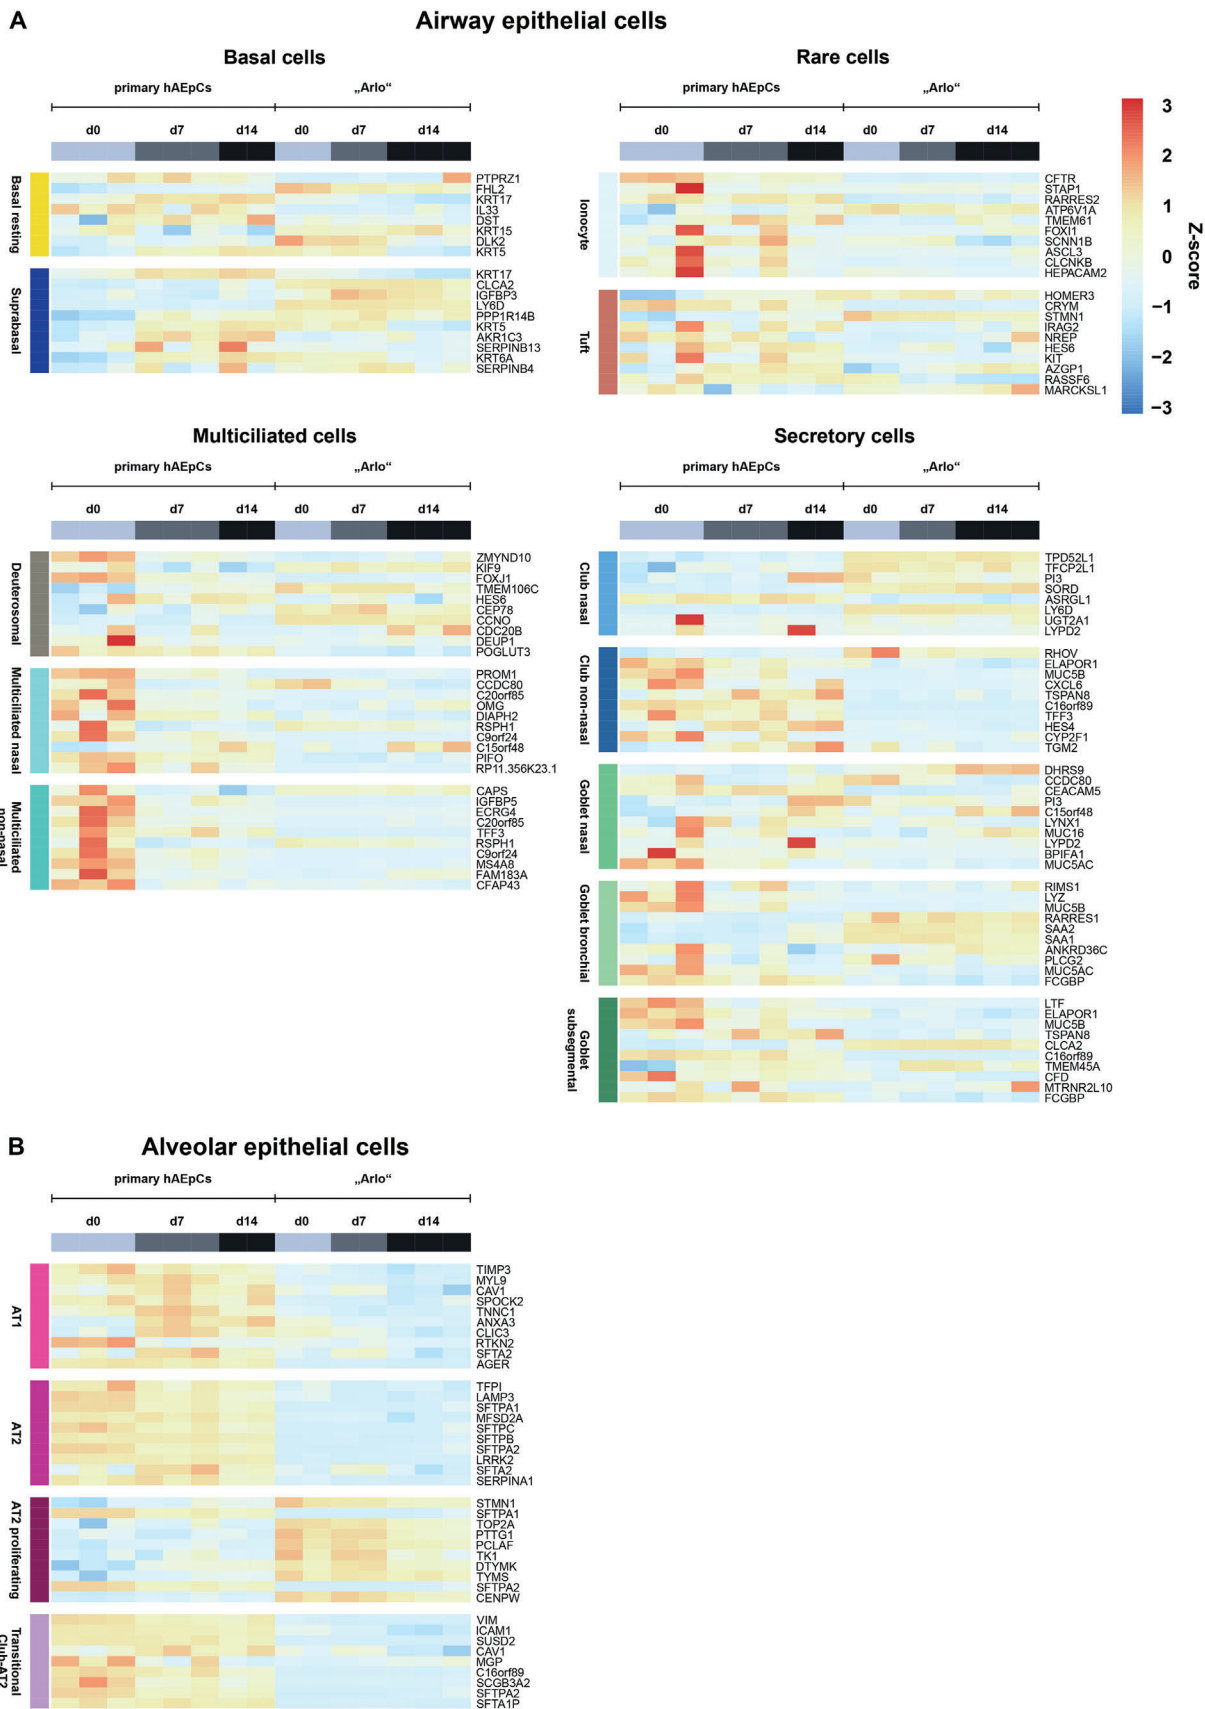 A
Airway epithelial cells
Basal cells
primary hAEpCs
„Arlo“
d0
d7
d14
d0
d7
d14
Basal resting
PTPRZ1
FHL2
KRT17
IL33
DST
KRT15
DLK2
KRT5
Suprabasal
KRT17
CLCA2
IGFBP3
LY6D
PPP1R14B
KRT5
AKR1C3
SERPINB13
KRT6A
SERPINB4
Rare cells
primary hAEpCs
„Arlo“
d0
d7
d14
d0
d7
d14
Ionocyte
CFTR
STAP1
RARRES2
ATP6V1A
TMEM61
FOXI1
SCNN1B
ASCL3
CLCNKB
HEPACAM2
Tuft
HOMER3
CRYM
STMN1
IRAG2
NREP
HES6
KIT
AZGP1
RASSF6
MARCKSL1
3
2
1
0
−1
−2
−3
Z-score
Multiciliated cells
primary hAEpCs
„Arlo“
d0
d7
d14
d0
d7
d14
Deuterosomal
ZMYND10
KIF9
FOXJ1
TMEM106C
HES6
CEP78
CCNO
CDC20B
DEUP1
POGLUT3
Multiciliated nasal
PROM1
CCDC80
C20orf85
OMG
DIAPH2
RSPH1
C9orf24
C15orf48
PIFO
RP11.356K23.1
Multiciliated
non-nasal
CAPS
IGFBP5
ECRG4
C20orf85
TFF3
RSPH1
C9orf24
MS4A8
FAM183A
CFAP43
Secretory cells
primary hAEpCs
„Arlo“
d0
d7
d14
d0
d7
d14
Club nasal
TPD52L1
TFCP2L1
PI3
SORD
ASRGL1
LY6D
UGT2A1
LYPD2
Club non-nasal
RHOV
ELAPOR1
MUC5B
CXCL6
TSPAN8
C16orf89
TFF3
HES4
CYP2F1
TGM2
Goblet nasal
DHRS9
CCDC80
CEACAM5
PI3
C15orf48
LYNX1
MUC16
LYPD2
BPIFA1
MUC5AC
Goblet bronchial
RIMS1
LYZ
MUC5B
RARRES1
SAA2
SAA1
ANKRD36C
PLCG2
MUC5AC
FCGBP
Goblet
subsegmental
LTF
ELAPOR1
MUC5B
TSPAN8
CLCA2
C16orf89
TMEM45A
CFD
MTRNR2L10
FCGBP
B
Alveolar epithelial cells
primary hAEpCs
„Arlo“
d0
d7
d14
d0
d7
d14
AT1
TIMP3
MYL9
CAV1
SPOCK2
TNNC1
ANXA3
CLIC3
RTKN2
SFTA2
AGER
AT2
TFPI
LAMP3
SFTPA1
MFSD2A
SFTPC
SFTPB
SFTPA2
LRRK2
SFTA2
SERPINA1
AT2 proliferating
STMN1
SFTPA1
TOP2A
PTTG1
PCLAF
TK1
DTYMK
TYMS
SFTPA2
CENPW
Transitional
Club-AT2
VIM
ICAM1
SUSD2
CAV1
MGP
C16orf89
SCGB3A2
SFTPA2
SFTA1P